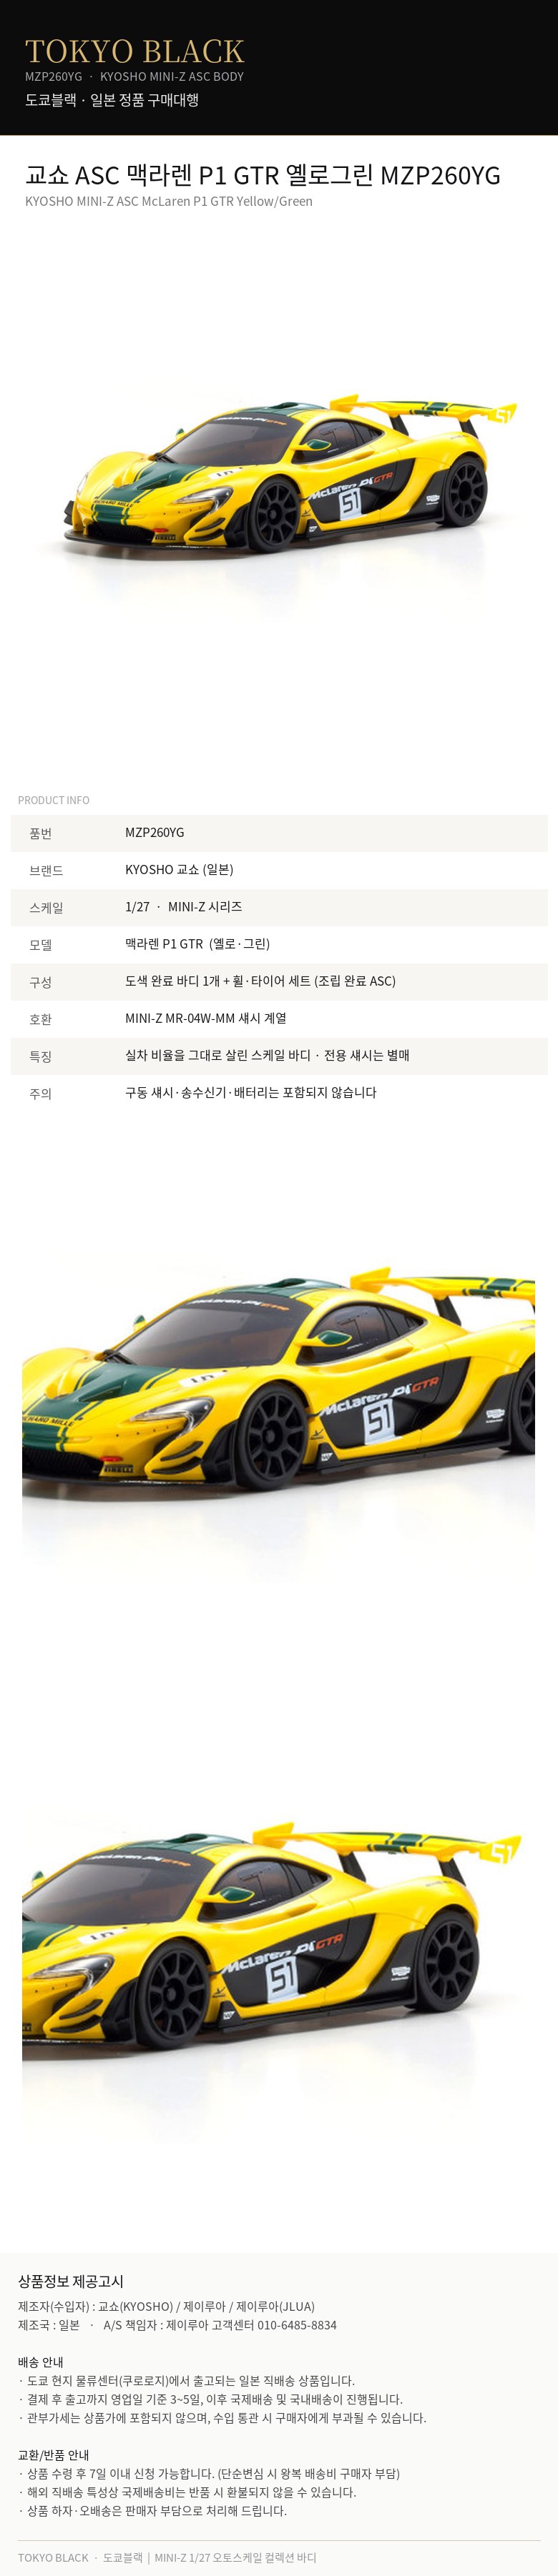 TOKYO BLACK
MZP260YG · KYOSHO MINI-Z ASC BODY
도쿄블랙 · 일본 정품 구매대행
교쇼 ASC 맥라렌 P1 GTR 옐로그린 MZP260YG
KYOSHO MINI-Z ASC McLaren P1 GTR Yellow/Green
51
McLaren P1 GTR
51
RICHARD MILLE
PRODUCT INFO
품번 MZP260YG
브랜드 KYOSHO 교쇼 (일본)
스케일 1/27 · MINI-Z 시리즈
모델 맥라렌 P1 GTR (옐로·그린)
구성 도색 완료 바디 1개 + 휠·타이어 세트 (조립 완료 ASC)
호환 MINI-Z MR-04W-MM 섀시 계열
특징 실차 비율을 그대로 살린 스케일 바디 · 전용 섀시는 별매
주의 구동 섀시·송수신기·배터리는 포함되지 않습니다
McLaren P1 GTR
51
RICHARD MILLE
PIRELLI
51
McLaren P1 GTR
51
상품정보 제공고시
제조자(수입자) : 교쇼(KYOSHO) / 제이루아 / 제이루아(JLUA)
제조국 : 일본 · A/S 책임자 : 제이루아 고객센터 010-6485-8834
배송 안내
· 도쿄 현지 물류센터(쿠로로지)에서 출고되는 일본 직배송 상품입니다.
· 결제 후 출고까지 영업일 기준 3~5일, 이후 국제배송 및 국내배송이 진행됩니다.
· 관부가세는 상품가에 포함되지 않으며, 수입 통관 시 구매자에게 부과될 수 있습니다.
교환/반품 안내
· 상품 수령 후 7일 이내 신청 가능합니다. (단순변심 시 왕복 배송비 구매자 부담)
· 해외 직배송 특성상 국제배송비는 반품 시 환불되지 않을 수 있습니다.
· 상품 하자·오배송은 판매자 부담으로 처리해 드립니다.
TOKYO BLACK · 도쿄블랙 | MINI-Z 1/27 오토스케일 컬렉션 바디